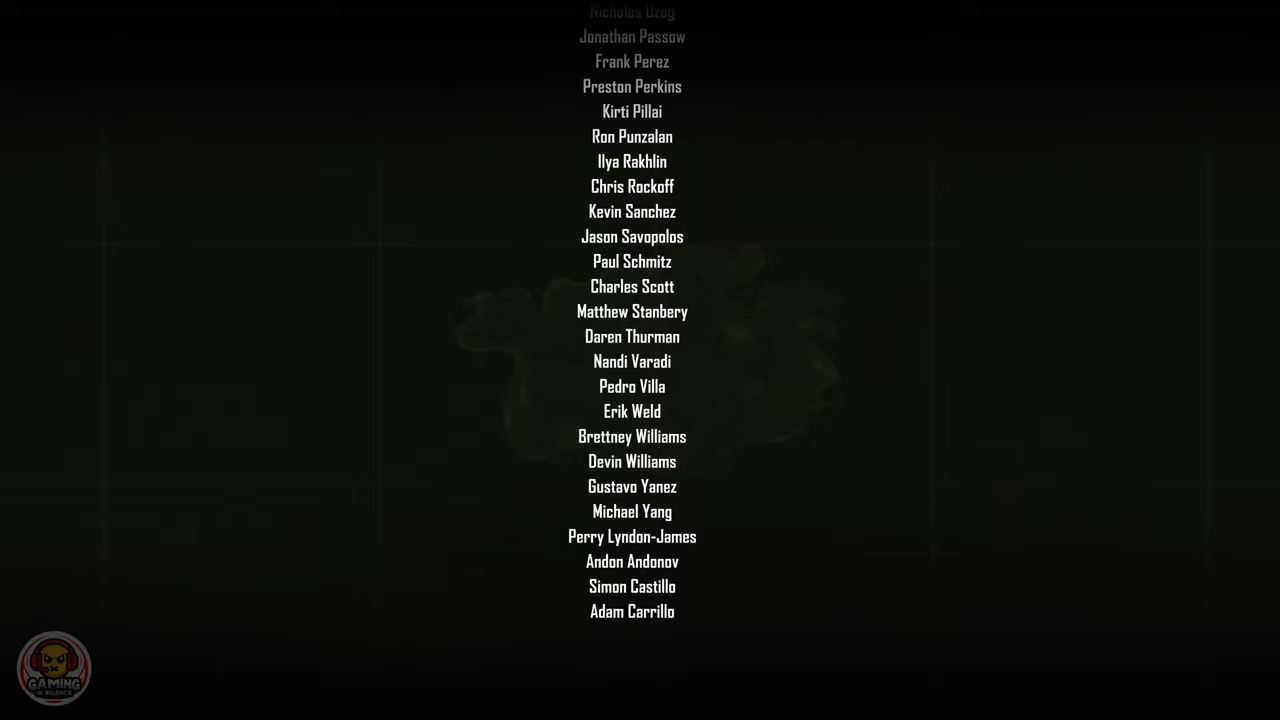 Nicholas Uzog
Jonathan Passow
Frank Perez
Preston Perkins
Kirti Pillai
Ron Punzalan
Ilya Rakhlin
Chris Rockoff
Kevin Sanchez
Jason Savopolos
Paul Schmitz
Charles Scott
Matthew Stanbery
Daren Thurman
Nandi Varadi
Pedro Villa
Erik Weld
Brettney Williams
Devin Williams
Gustavo Yanez
Michael Yang
Perry Lyndon-James
Andon Andonov
Simon Castillo
Adam Carrillo
GAMING
IN SILENCE